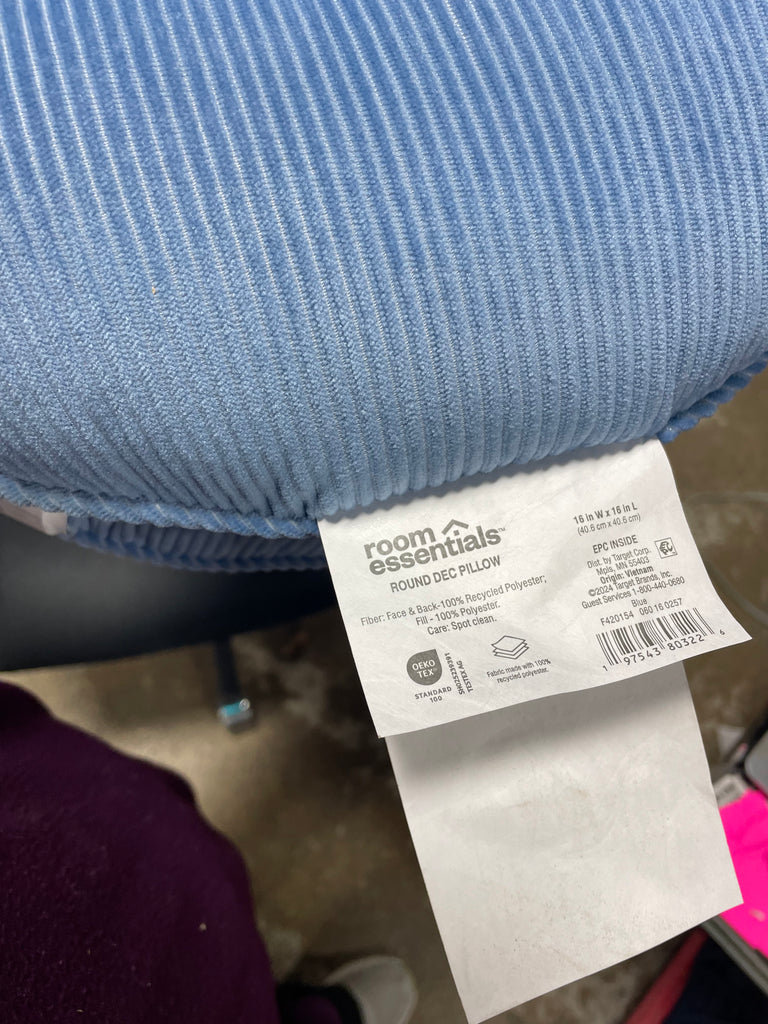 room
essentials™
ROUND DEC PILLOW
Fiber: Face & Back-100% Recycled Polyester;
Fill - 100% Polyester.
Care: Spot clean.
OEKO
TEX®
STANDARD
100
TESTEX AG
Fabric made with 100%
recycled polyester.
16 in W x 16 in L
(40.6 cm x 40.6 cm)
EPC INSIDE
Dist. by Target Corp.
Mpls, MN 55403
Origin: Vietnam
©2024 Target Brands, Inc.
Guest Services 1-800-440-0680
Blue
F420154 060 16 0257
1 97543 80322 6